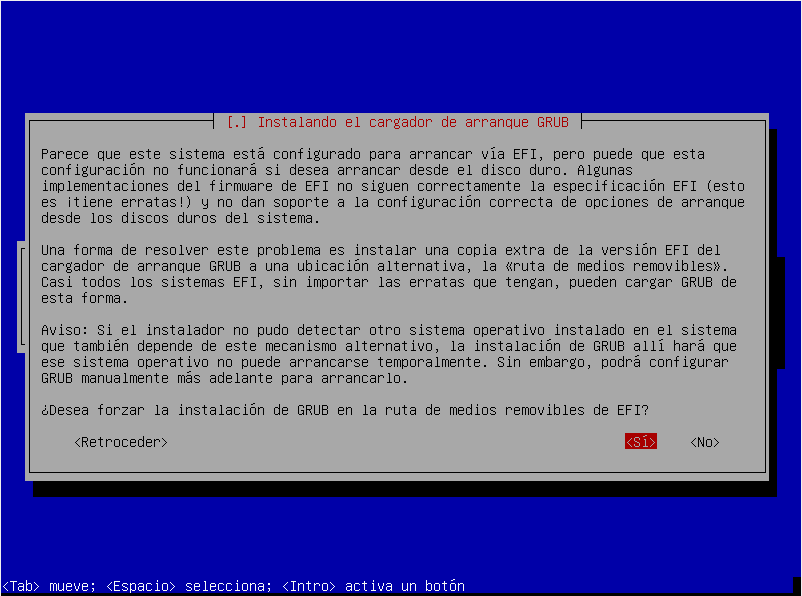 [.] Instalando el cargador de arranque GRUB
Parece que este sistema está configurado para arrancar vía EFI, pero puede que esta
configuración no funcionará si desea arrancar desde el disco duro. Algunas
implementaciones del firmware de EFI no siguen correctamente la especificación EFI (esto
es ¡tiene erratas!) y no dan soporte a la configuración correcta de opciones de arranque
desde los discos duros del sistema.
Una forma de resolver este problema es instalar una copia extra de la versión EFI del
cargador de arranque GRUB a una ubicación alternativa, la «ruta de medios removibles».
Casi todos los sistemas EFI, sin importar las erratas que tengan, pueden cargar GRUB de
esta forma.
Aviso: Si el instalador no pudo detectar otro sistema operativo instalado en el sistema
que también depende de este mecanismo alternativo, la instalación de GRUB allí hará que
ese sistema operativo no puede arrancarse temporalmente. Sin embargo, podrá configurar
GRUB manualmente más adelante para arrancarlo.
¿Desea forzar la instalación de GRUB en la ruta de medios removibles de EFI?
<Retroceder> <Sí> <No>
<Tab> mueve; <Espacio> selecciona; <Intro> activa un botón